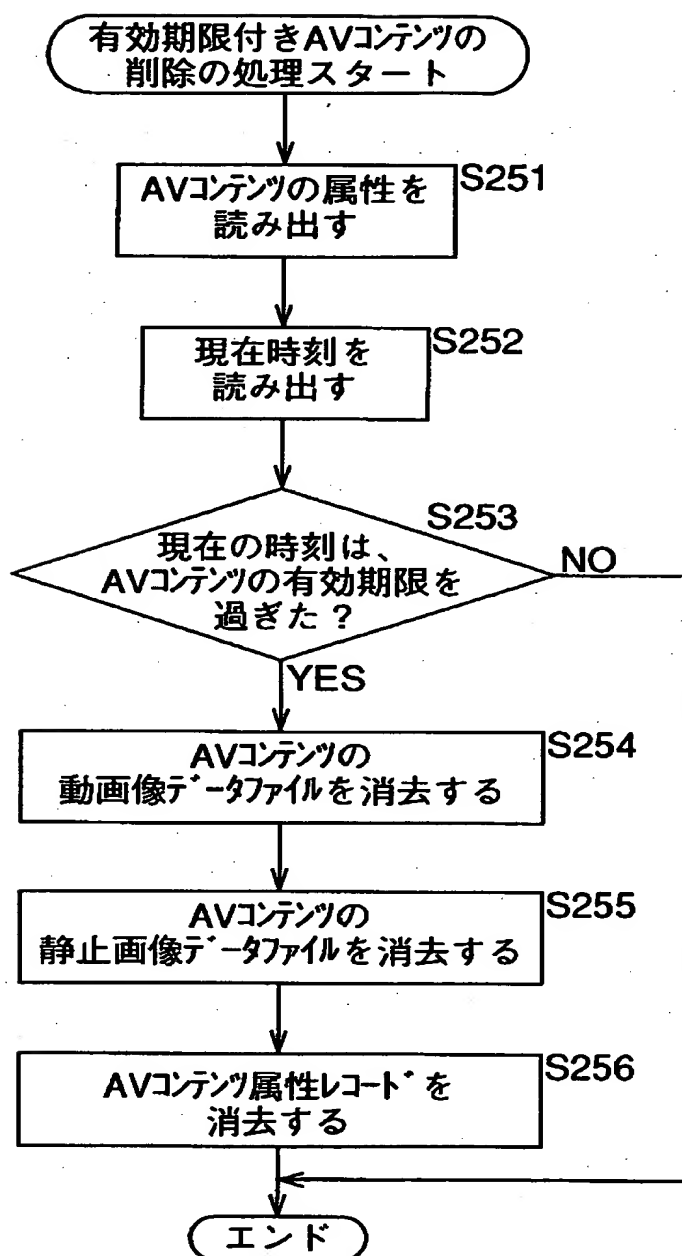 有効期限付きAVコンテンツの
削除の処理スタート
S251
AVコンテンツの属性を
読み出す
S252
現在時刻を
読み出す
S253
現在の時刻は、
AVコンテンツの有効期限を
過ぎた？
NO
YES
S254
AVコンテンツの
動画像データファイルを消去する
S255
AVコンテンツの
静止画像データファイルを消去する
S256
AVコンテンツ属性レコードを
消去する
エンド